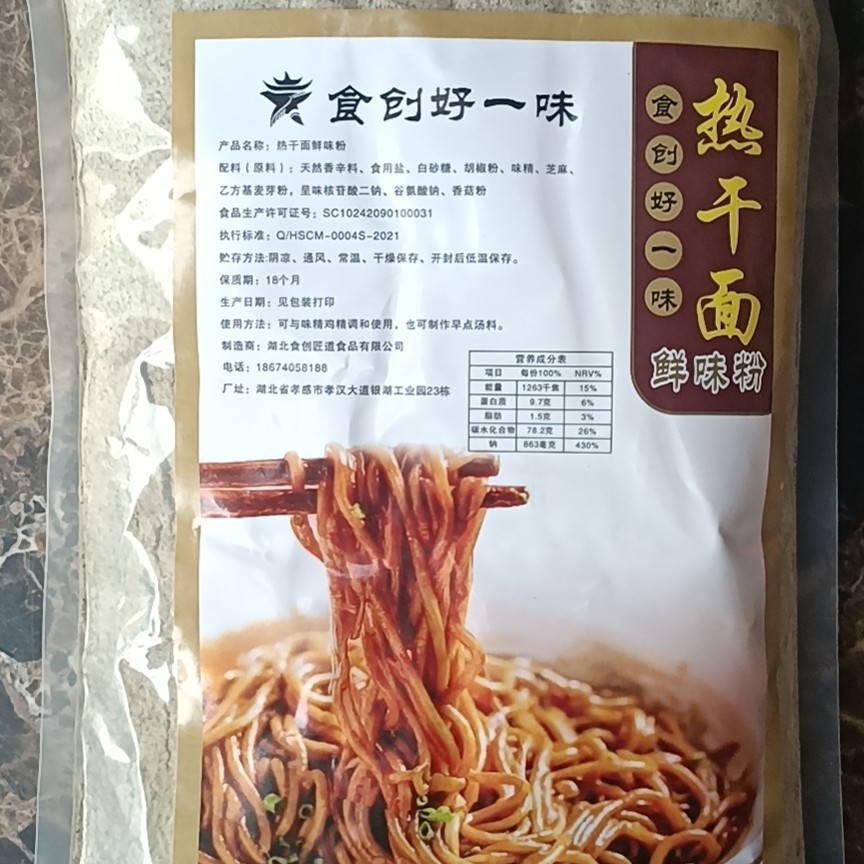 食创好一味
产品名称：热干面鲜味粉
配料（原料）：天然香辛料、食用盐、白砂糖、胡椒粉、味精、芝麻、
乙方基麦芽粉，呈味核苷酸二钠、谷氨酸钠、香菇粉
食品生产许可证号：SC10242090100031
执行标准：Q/HSCM-0004S-2021
贮存方法:阴凉、通风、常温、干燥保存、开封后低温保存。
保质期：18个月
生产日期：见包装打印
使用方法：可与味精鸡精调和使用，也可制作早点汤料。
制造商：湖北食创匠道食品有限公司
电话：18674058188
厂址：湖北省孝感市孝汉大道银湖工业园23栋
营养成分表
项目 每份100% NRV%
能量 1263千焦 15%
蛋白质 9.7克 6%
脂肪 1.5克 3%
碳水化合物 78.2克 26%
钠 863毫克 430%
食创好一味
热干面
鲜味粉